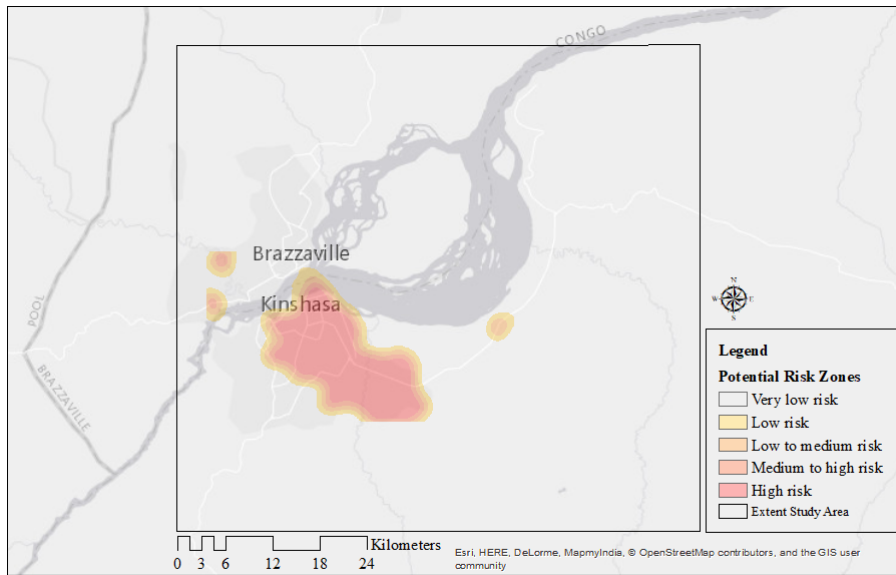 CONGO
Brazzaville
Kinshasa
POOL
BRAZZAVILLE
N
W E
S
Legend
Potential Risk Zones
Very low risk
Low risk
Low to medium risk
Medium to high risk
High risk
Extent Study Area
Kilometers
0 3 6 12 18 24
Esri, HERE, DeLorme, MapmyIndia, © OpenStreetMap contributors, and the GIS user
community